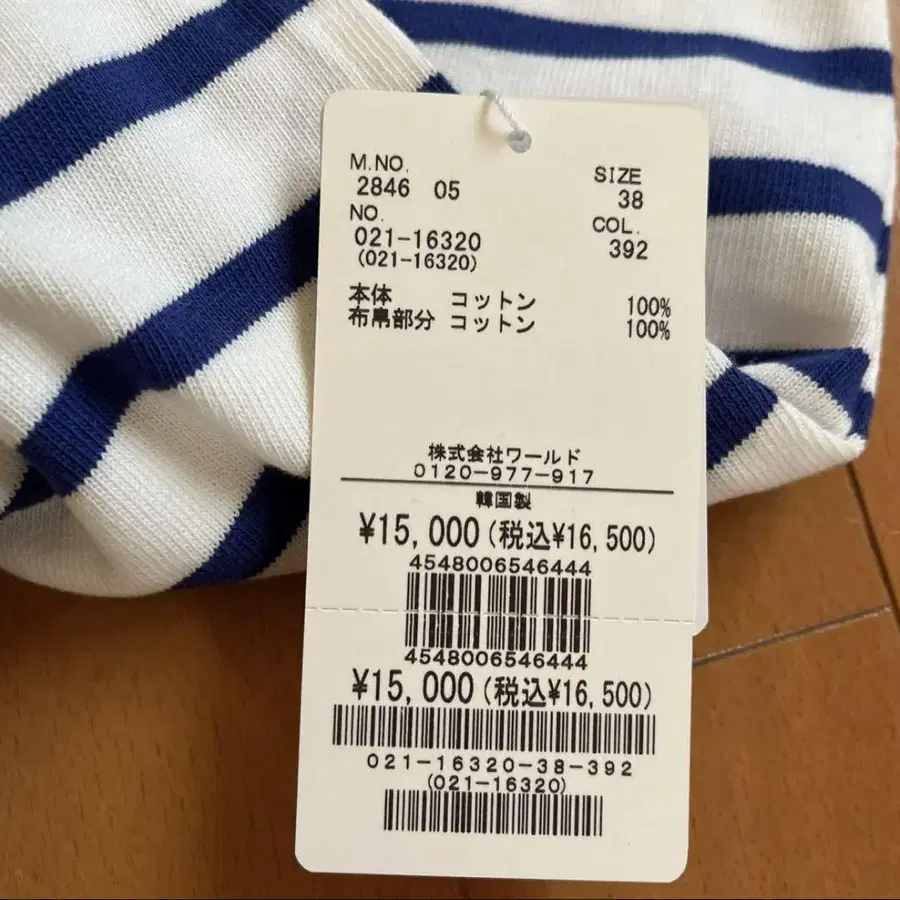 M.NO.
2846 05
SIZE
38
NO.
021-16320
(021-16320)
COL.
392
本体 コットン 100%
布帛部分 コットン 100%
株式会社ワールド
0120-977-917
韓国製
¥15,000(税込¥16,500)
4548006546444
4548006546444
¥15,000(税込¥16,500)
021-16320-38-392
(021-16320)